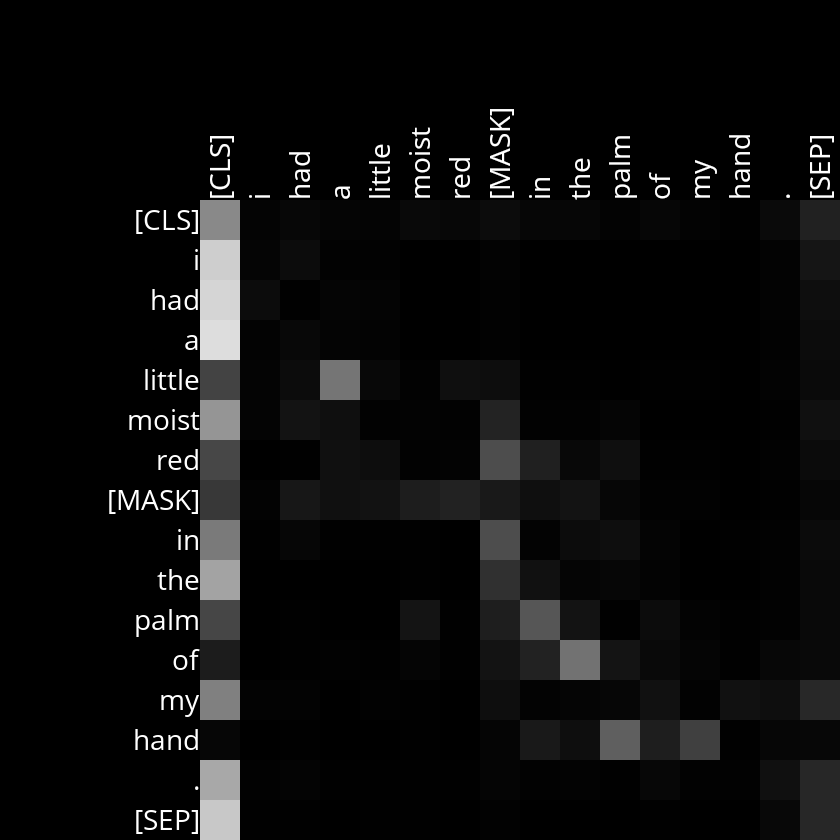 [CLS] i had a little moist red [MASK] in the palm of my hand . [SEP]
[CLS]
i
had
a
little
moist
red
[MASK]
in
the
palm
of
my
hand
.
[SEP]